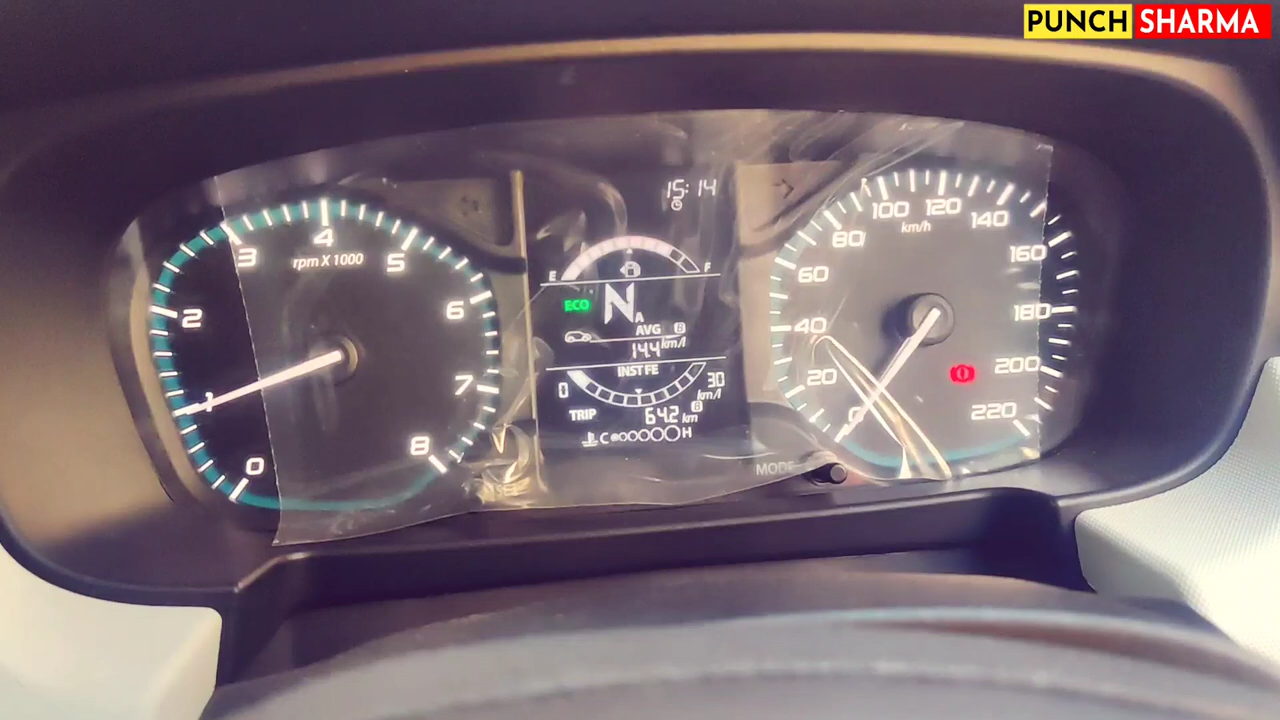 PUNCH SHARMA
0
1
2
3
4
5
6
7
8
rpm X 1000
15:14
E F
ECO
N A
AVG B
14.4 km/l
INST FE
0 30
km/l
TRIP B
64.2 km
C H
0
20
40
60
80
100
120
140
160
180
200
220
km/h
MODE